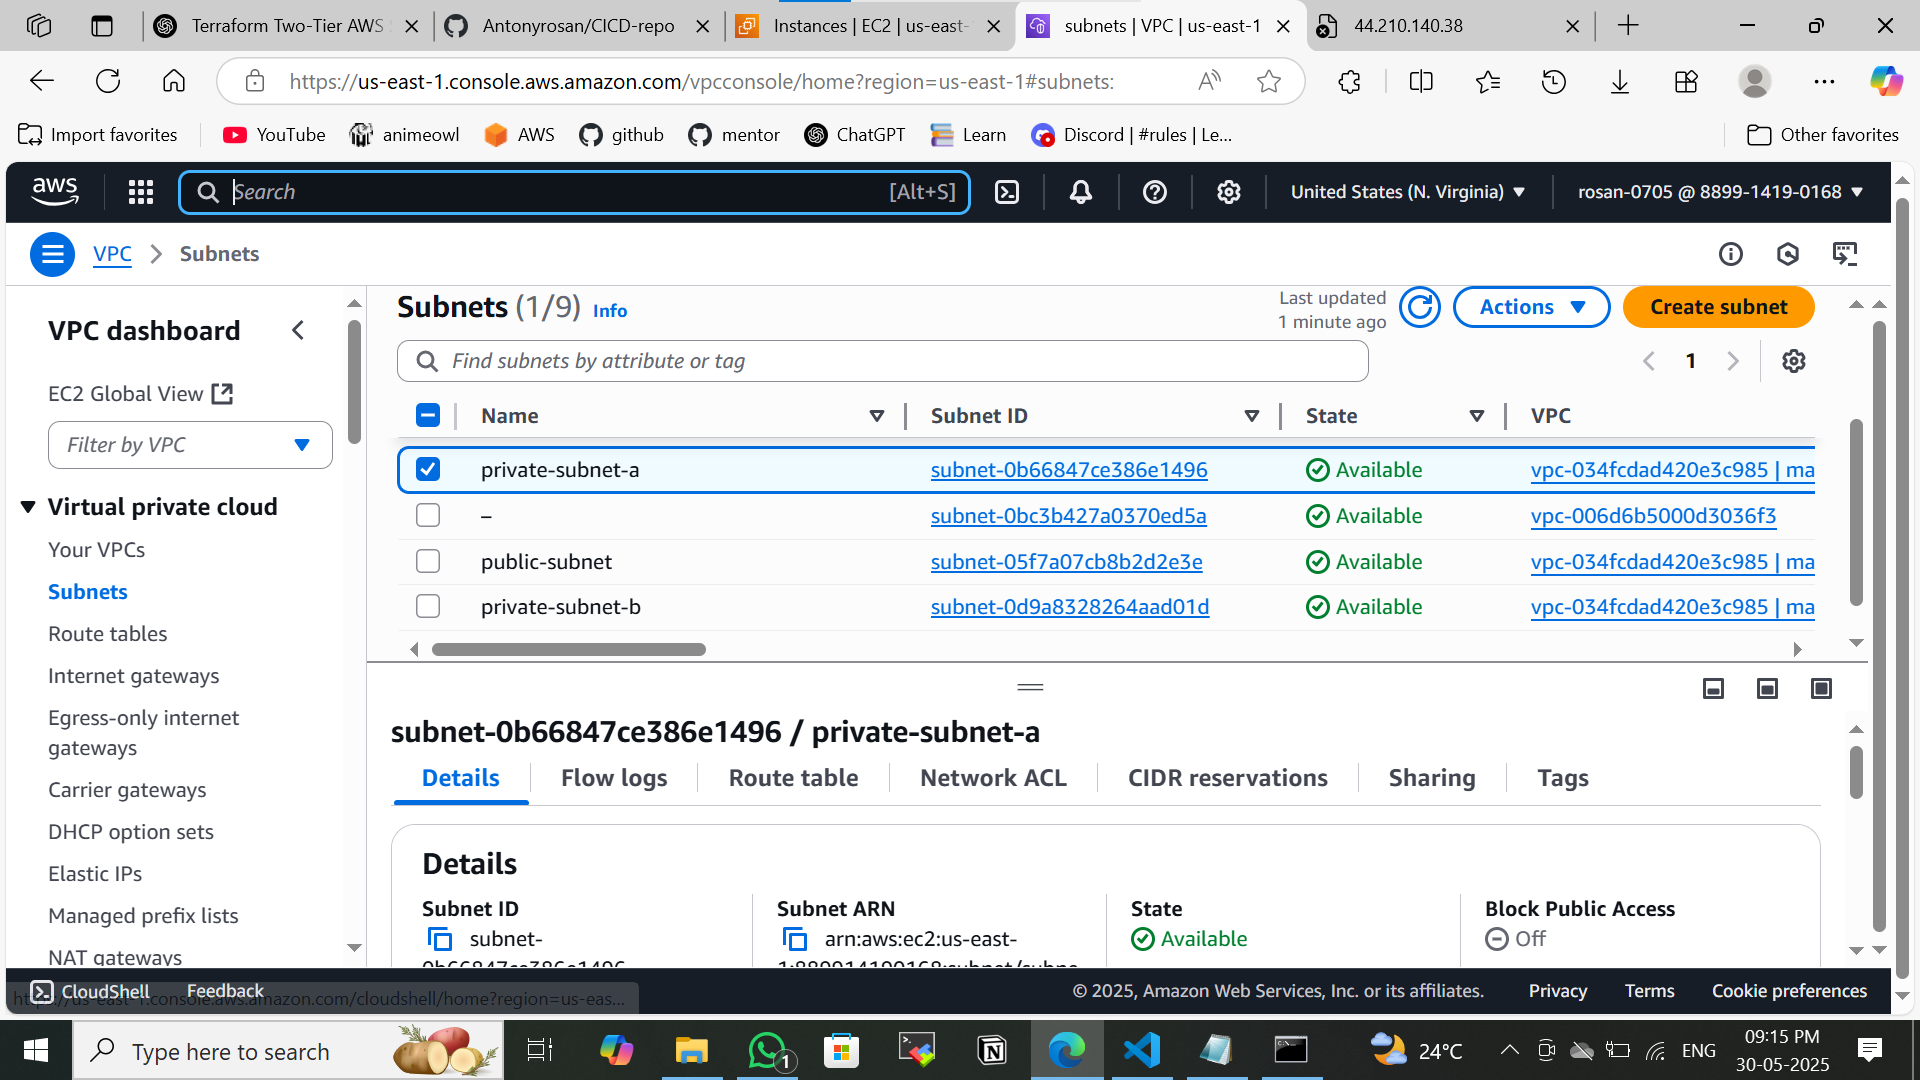 Terraform Two-Tier AWS
Antonyrosan/CICD-repo
Instances | EC2 | us-east-
subnets | VPC | us-east-1
44.210.140.38
https://us-east-1.console.aws.amazon.com/vpcconsole/home?region=us-east-1#subnets:
Import favorites
YouTube
animeowl
AWS
github
mentor
ChatGPT
Learn
Discord | #rules | Le...
Other favorites
aws
Search
[Alt+S]
United States (N. Virginia)
rosan-0705 @ 8899-1419-0168
VPC
Subnets
VPC dashboard
EC2 Global View
Filter by VPC
Virtual private cloud
Your VPCs
Subnets
Route tables
Internet gateways
Egress-only internet
gateways
Carrier gateways
DHCP option sets
Elastic IPs
Managed prefix lists
NAT gateways
Subnets (1/9) Info
Last updated
1 minute ago
Actions
Create subnet
Find subnets by attribute or tag
1
Name Subnet ID State VPC
private-subnet-a subnet-0b66847ce386e1496 Available vpc-034fcdad420e3c985 | ma
– subnet-0bc3b427a0370ed5a Available vpc-006d6b5000d3036f3
public-subnet subnet-05f7a07cb8b2d2e3e Available vpc-034fcdad420e3c985 | ma
private-subnet-b subnet-0d9a8328264aad01d Available vpc-034fcdad420e3c985 | ma
subnet-0b66847ce386e1496 / private-subnet-a
Details Flow logs Route table Network ACL CIDR reservations Sharing Tags
Details
Subnet ID
subnet-
0b66847ce386e1496
Subnet ARN
arn:aws:ec2:us-east-
1:889914190168:subnet/subne
State
Available
Block Public Access
Off
CloudShell
Feedback
https://us-east-1.console.aws.amazon.com/cloudshell/home?region=us-eas...
© 2025, Amazon Web Services, Inc. or its affiliates.
Privacy
Terms
Cookie preferences
Type here to search
1
24°C
ENG
09:15 PM
30-05-2025